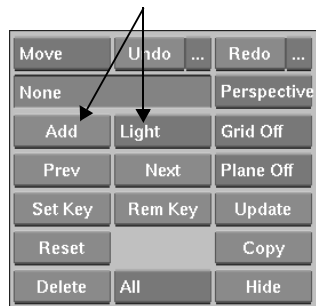 Move Undo ... Redo ...
None Perspective
Add Light Grid Off
Prev Next Plane Off
Set Key Rem Key Update
Reset Copy
Delete All Hide